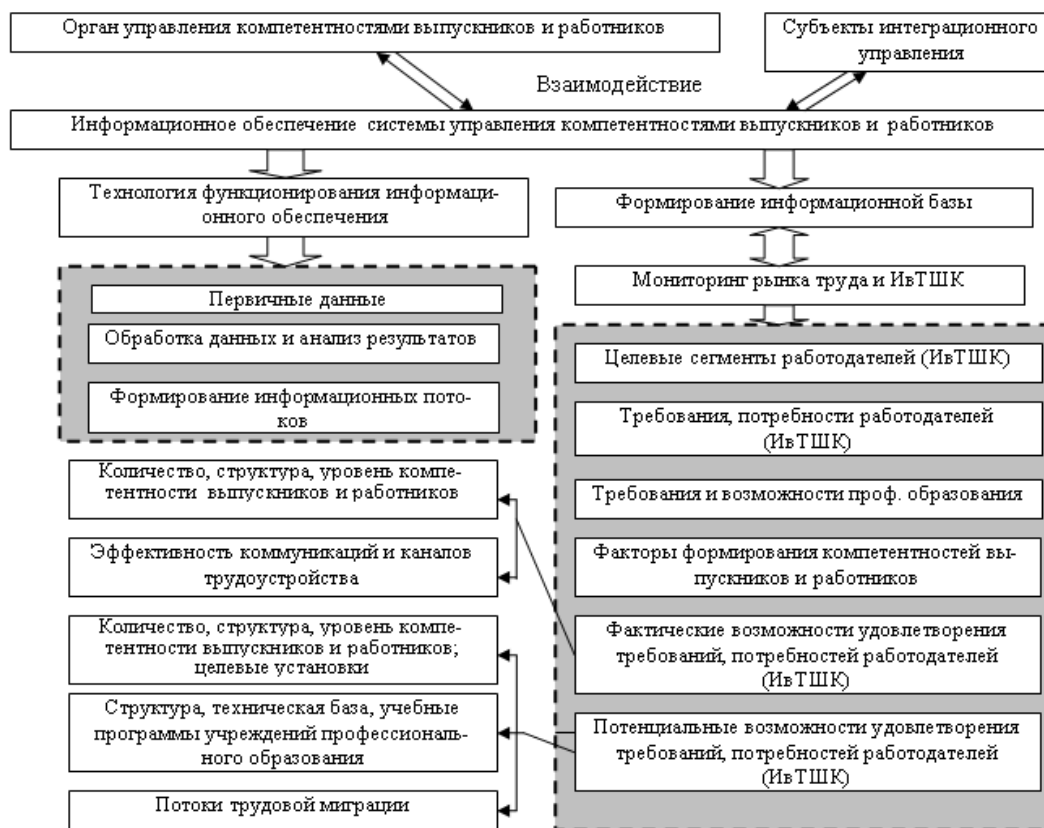 Орган управления компетентностями выпускников и работников
Субъекты интеграционного
управления
Взаимодействие
Информационное обеспечение системы управления компетентностями выпускников и работников
Технология функционирования информаци-
онного обеспечения
Формирование информационной базы
Мониторинг рынка труда и ИвТШК
Первичные данные
Обработка данных и анализ результатов
Формирование информационных пото-
ков
Целевые сегменты работодателей (ИвТШК)
Требования, потребности работодателей
(ИвТШК)
Требования и возможности проф. образования
Факторы формирования компетентностей вы-
пускников и работников
Фактические возможности удовлетворения
требований, потребностей работодателей
(ИвТШК)
Потенциальные возможности удовлетворения
требований, потребностей работодателей
(ИвТШК)
Количество, структура, уровень компе-
тентности выпускников и работников
Эффективность коммуникаций и каналов
трудоустройства
Количество, структура, уровень компе-
тентности выпускников и работников;
целевые установки
Структура, техническая база, учебные
программы учреждений профессиональ-
ного образования
Потоки трудовой миграции